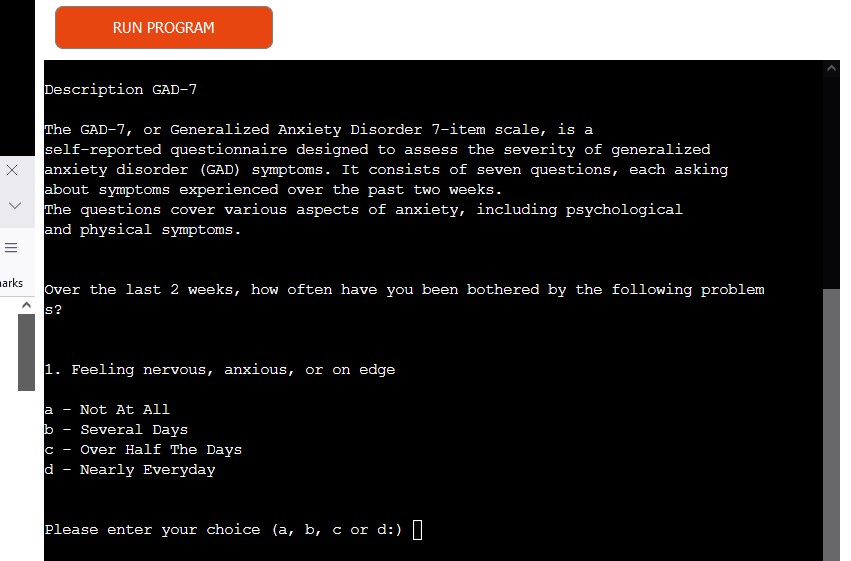 RUN PROGRAM
Description GAD-7
The GAD-7, or Generalized Anxiety Disorder 7-item scale, is a
self-reported questionnaire designed to assess the severity of generalized
anxiety disorder (GAD) symptoms. It consists of seven questions, each asking
about symptoms experienced over the past two weeks.
The questions cover various aspects of anxiety, including psychological
and physical symptoms.
arks
Over the last 2 weeks, how often have you been bothered by the following problem
s?
1. Feeling nervous, anxious, or on edge
a - Not At All
b - Several Days
c - Over Half The Days
d - Nearly Everyday
Please enter your choice (a, b, c or d:)